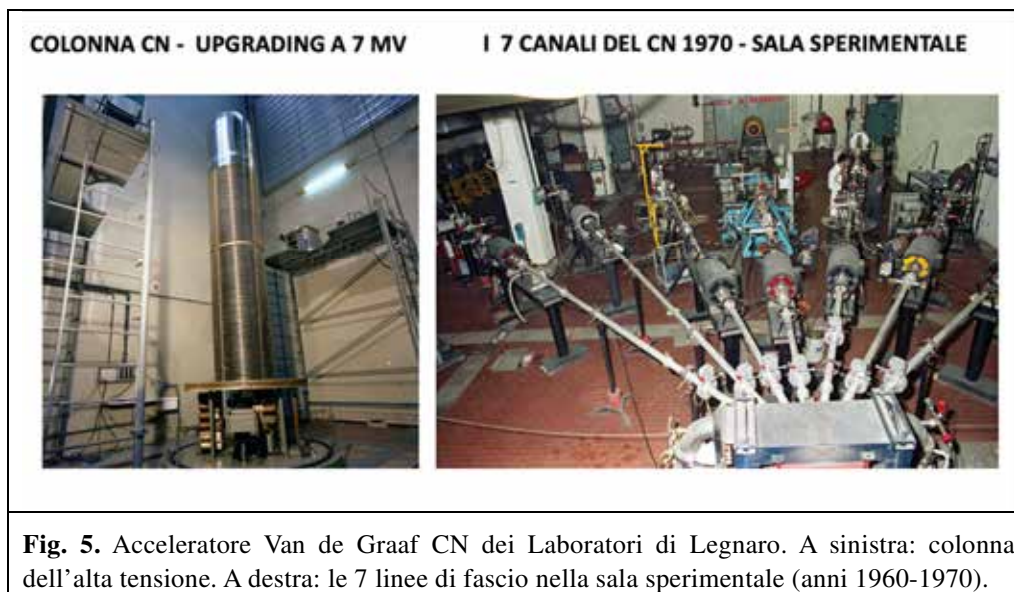 COLONNA CN - UPGRADING A 7 MV
I 7 CANALI DEL CN 1970 - SALA SPERIMENTALE
Fig. 5. Acceleratore Van de Graaf CN dei Laboratori di Legnaro. A sinistra: colonna
dell'alta tensione. A destra: le 7 linee di fascio nella sala sperimentale (anni 1960-1970).